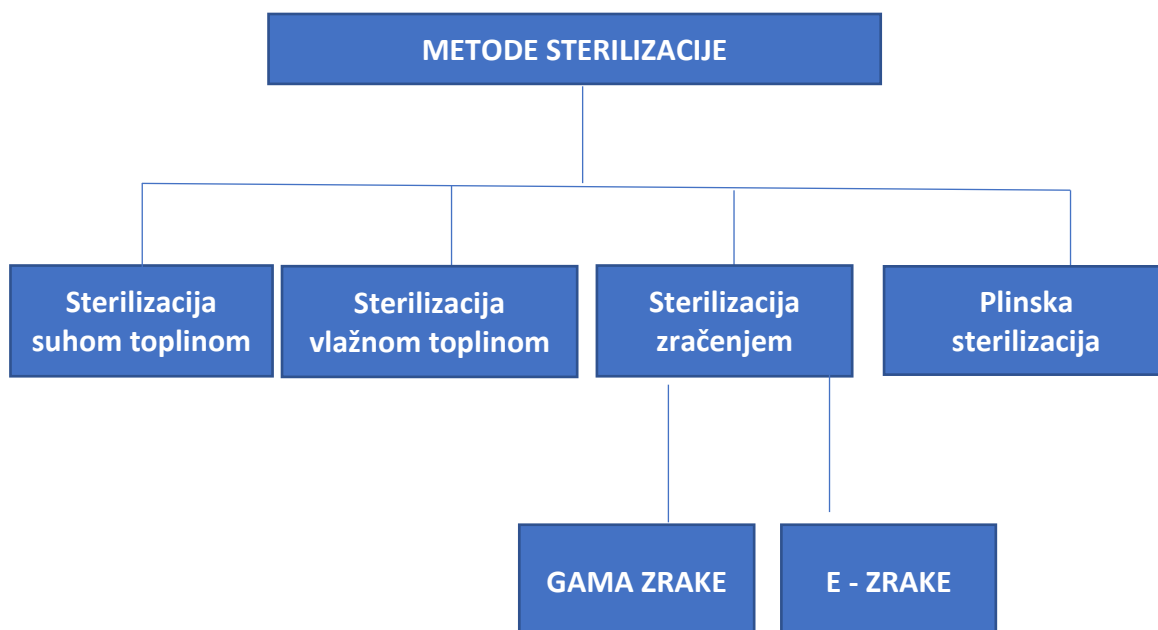 METODE STERILIZACIJE
Sterilizacija
suhom toplinom
Sterilizacija
vlažnom toplinom
Sterilizacija
zračenjem
Plinska
sterilizacija
GAMA ZRAKE
E - ZRAKE